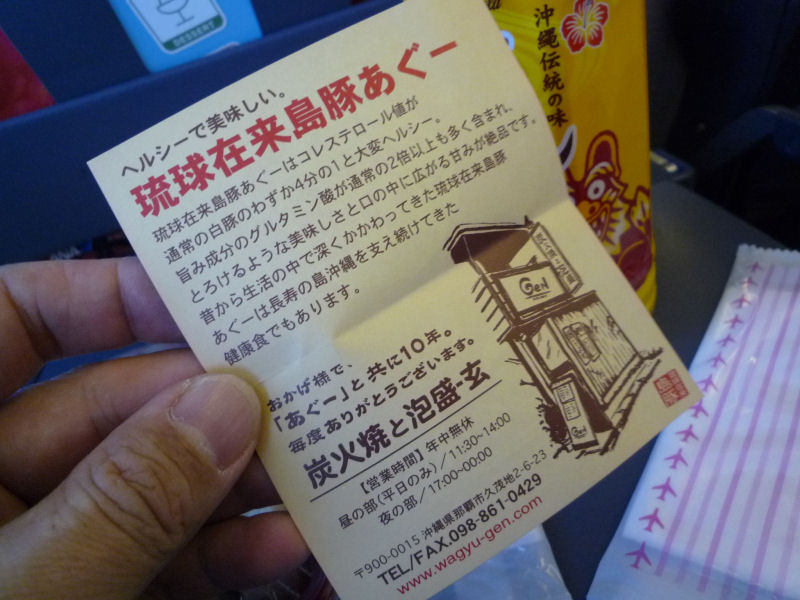 DESSERT
沖縄伝統の味
ヘルシーで美味しい。
琉球在来島豚あぐー
琉球在来島豚あぐーはコレステロール値が
通常の白豚のわずか4分の1と大変ヘルシー。
旨み成分のグルタミン酸が通常の2倍以上も多く含まれ、
とろけるような美味しさと口の中に広がる甘みが絶品です。
昔から生活の中で深くかかわってきた琉球在来島豚
あぐーは長寿の島沖縄を支え続けてきた
健康食でもあります。
Gen
おかげ様で、
「あぐー」と共に10年。
毎度ありがとうございます。
炭火焼と泡盛-玄
【営業時間】年中無休
昼の部(平日のみ)/11:30~14:00
夜の部/17:00~00:00
〒900-0015 沖縄県那覇市久茂地2-6-23
TEL/FAX.098-861-0429
www.wagyu-gen.com